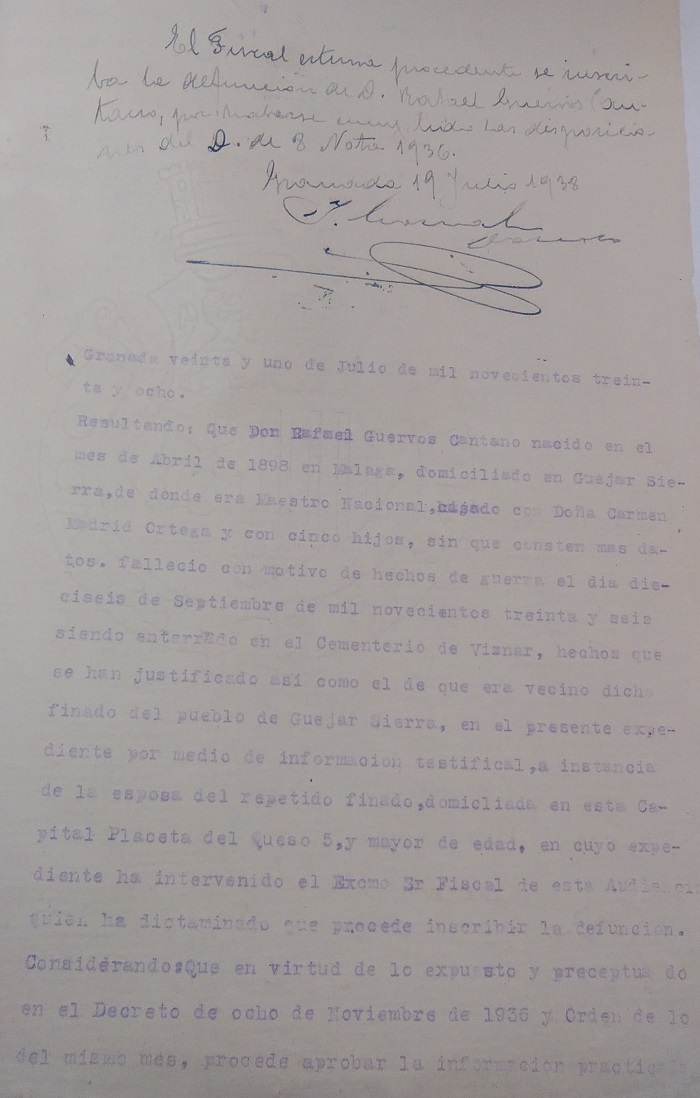 El Fiscal estima procedente se inscri-
ba la defunción de D. Rafael Guervos Can-
tano, por haberse cumplido las disposicio-
nes del D. de 8 Nobre 1936.
Granada 19 Julio 1938
Granada veinte y uno de Julio de mil novecientos trein-
ta y ocho.
Resultando: Que Don Rafael Guervos Cantano nacido en el
mes de Abril de 1898 en Malaga, domiciliado en Guejar Sie-
rra,de donde era Maestro Nacional, con Doña Carmen
Madrid Ortega y con cinco hijos, sin que consten mas da-
tos. fallecio con motivo de hechos de guerra el dia die-
ciseis de Septiembre de mil novecientos treinta y seis
siendo enterrado en el Cementerio de Viznar, hechos que
se han justificado asi como el de que era vecino dicho
finado del pueblo de Guejar Sierra, en el presente expe-
diente por medio de informacion testifical,a instancia
de la esposa del repetido finado,domicliada en esta Ca-
pital Placeta del Queso 5,y mayor de edad, en cuyo expe-
diente ha intervenido el Excmo Sr Fiscal de esta Audiencia
quien ha dictaminado que procede inscribir la defuncion.
Considerando:Que en virtud de lo expuesto y preceptuado
en el Decreto de ocho de Noviembre de 1936 y Orden de
del mismo mes, procede aprobar la informacion